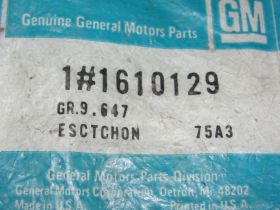 Genuine General Motors Parts
GM
1#1610129
GR.9.647
ESCTCHON 75A3
General Motors Parts Division
General Motors Corporation, Detroit, Mi. 48202
Made in U.S.A. Printed in U.S.A.